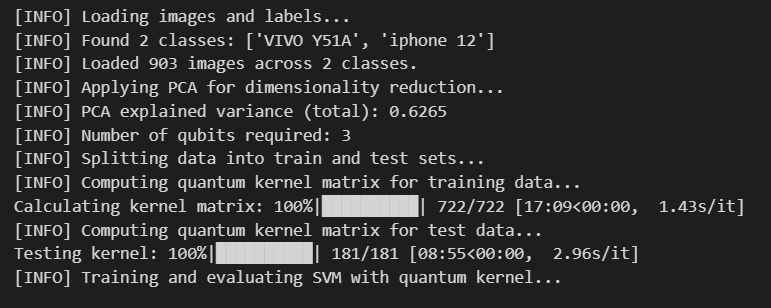 [INFO] Loading images and labels...
[INFO] Found 2 classes: ['VIVO Y51A', 'iphone 12']
[INFO] Loaded 903 images across 2 classes.
[INFO] Applying PCA for dimensionality reduction...
[INFO] PCA explained variance (total): 0.6265
[INFO] Number of qubits required: 3
[INFO] Splitting data into train and test sets...
[INFO] Computing quantum kernel matrix for training data...
Calculating kernel matrix: 100%|██████████| 722/722 [17:09<00:00,  1.43s/it]
[INFO] Computing quantum kernel matrix for test data...
Testing kernel: 100%|██████████| 181/181 [08:55<00:00,  2.96s/it]
[INFO] Training and evaluating SVM with quantum kernel...